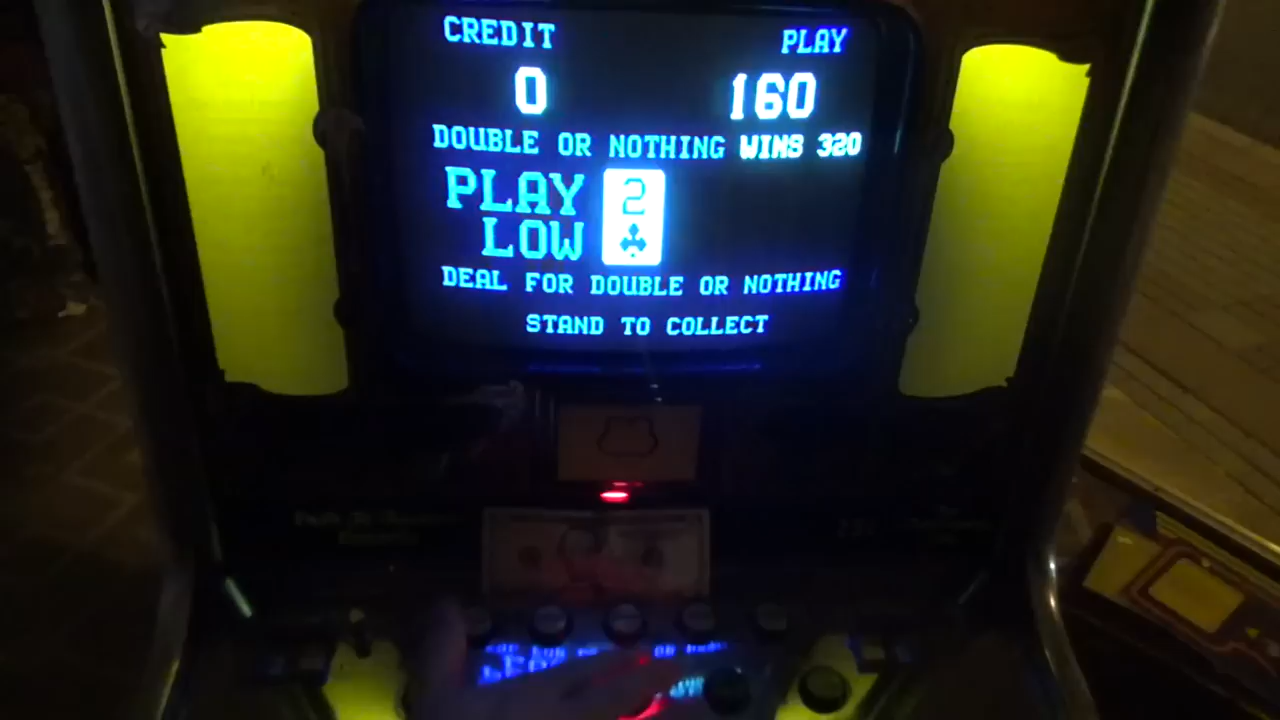 CREDIT PLAY
0 160
DOUBLE OR NOTHING WINS 320
PLAY 2
LOW
DEAL FOR DOUBLE OR NOTHING
STAND TO COLLECT